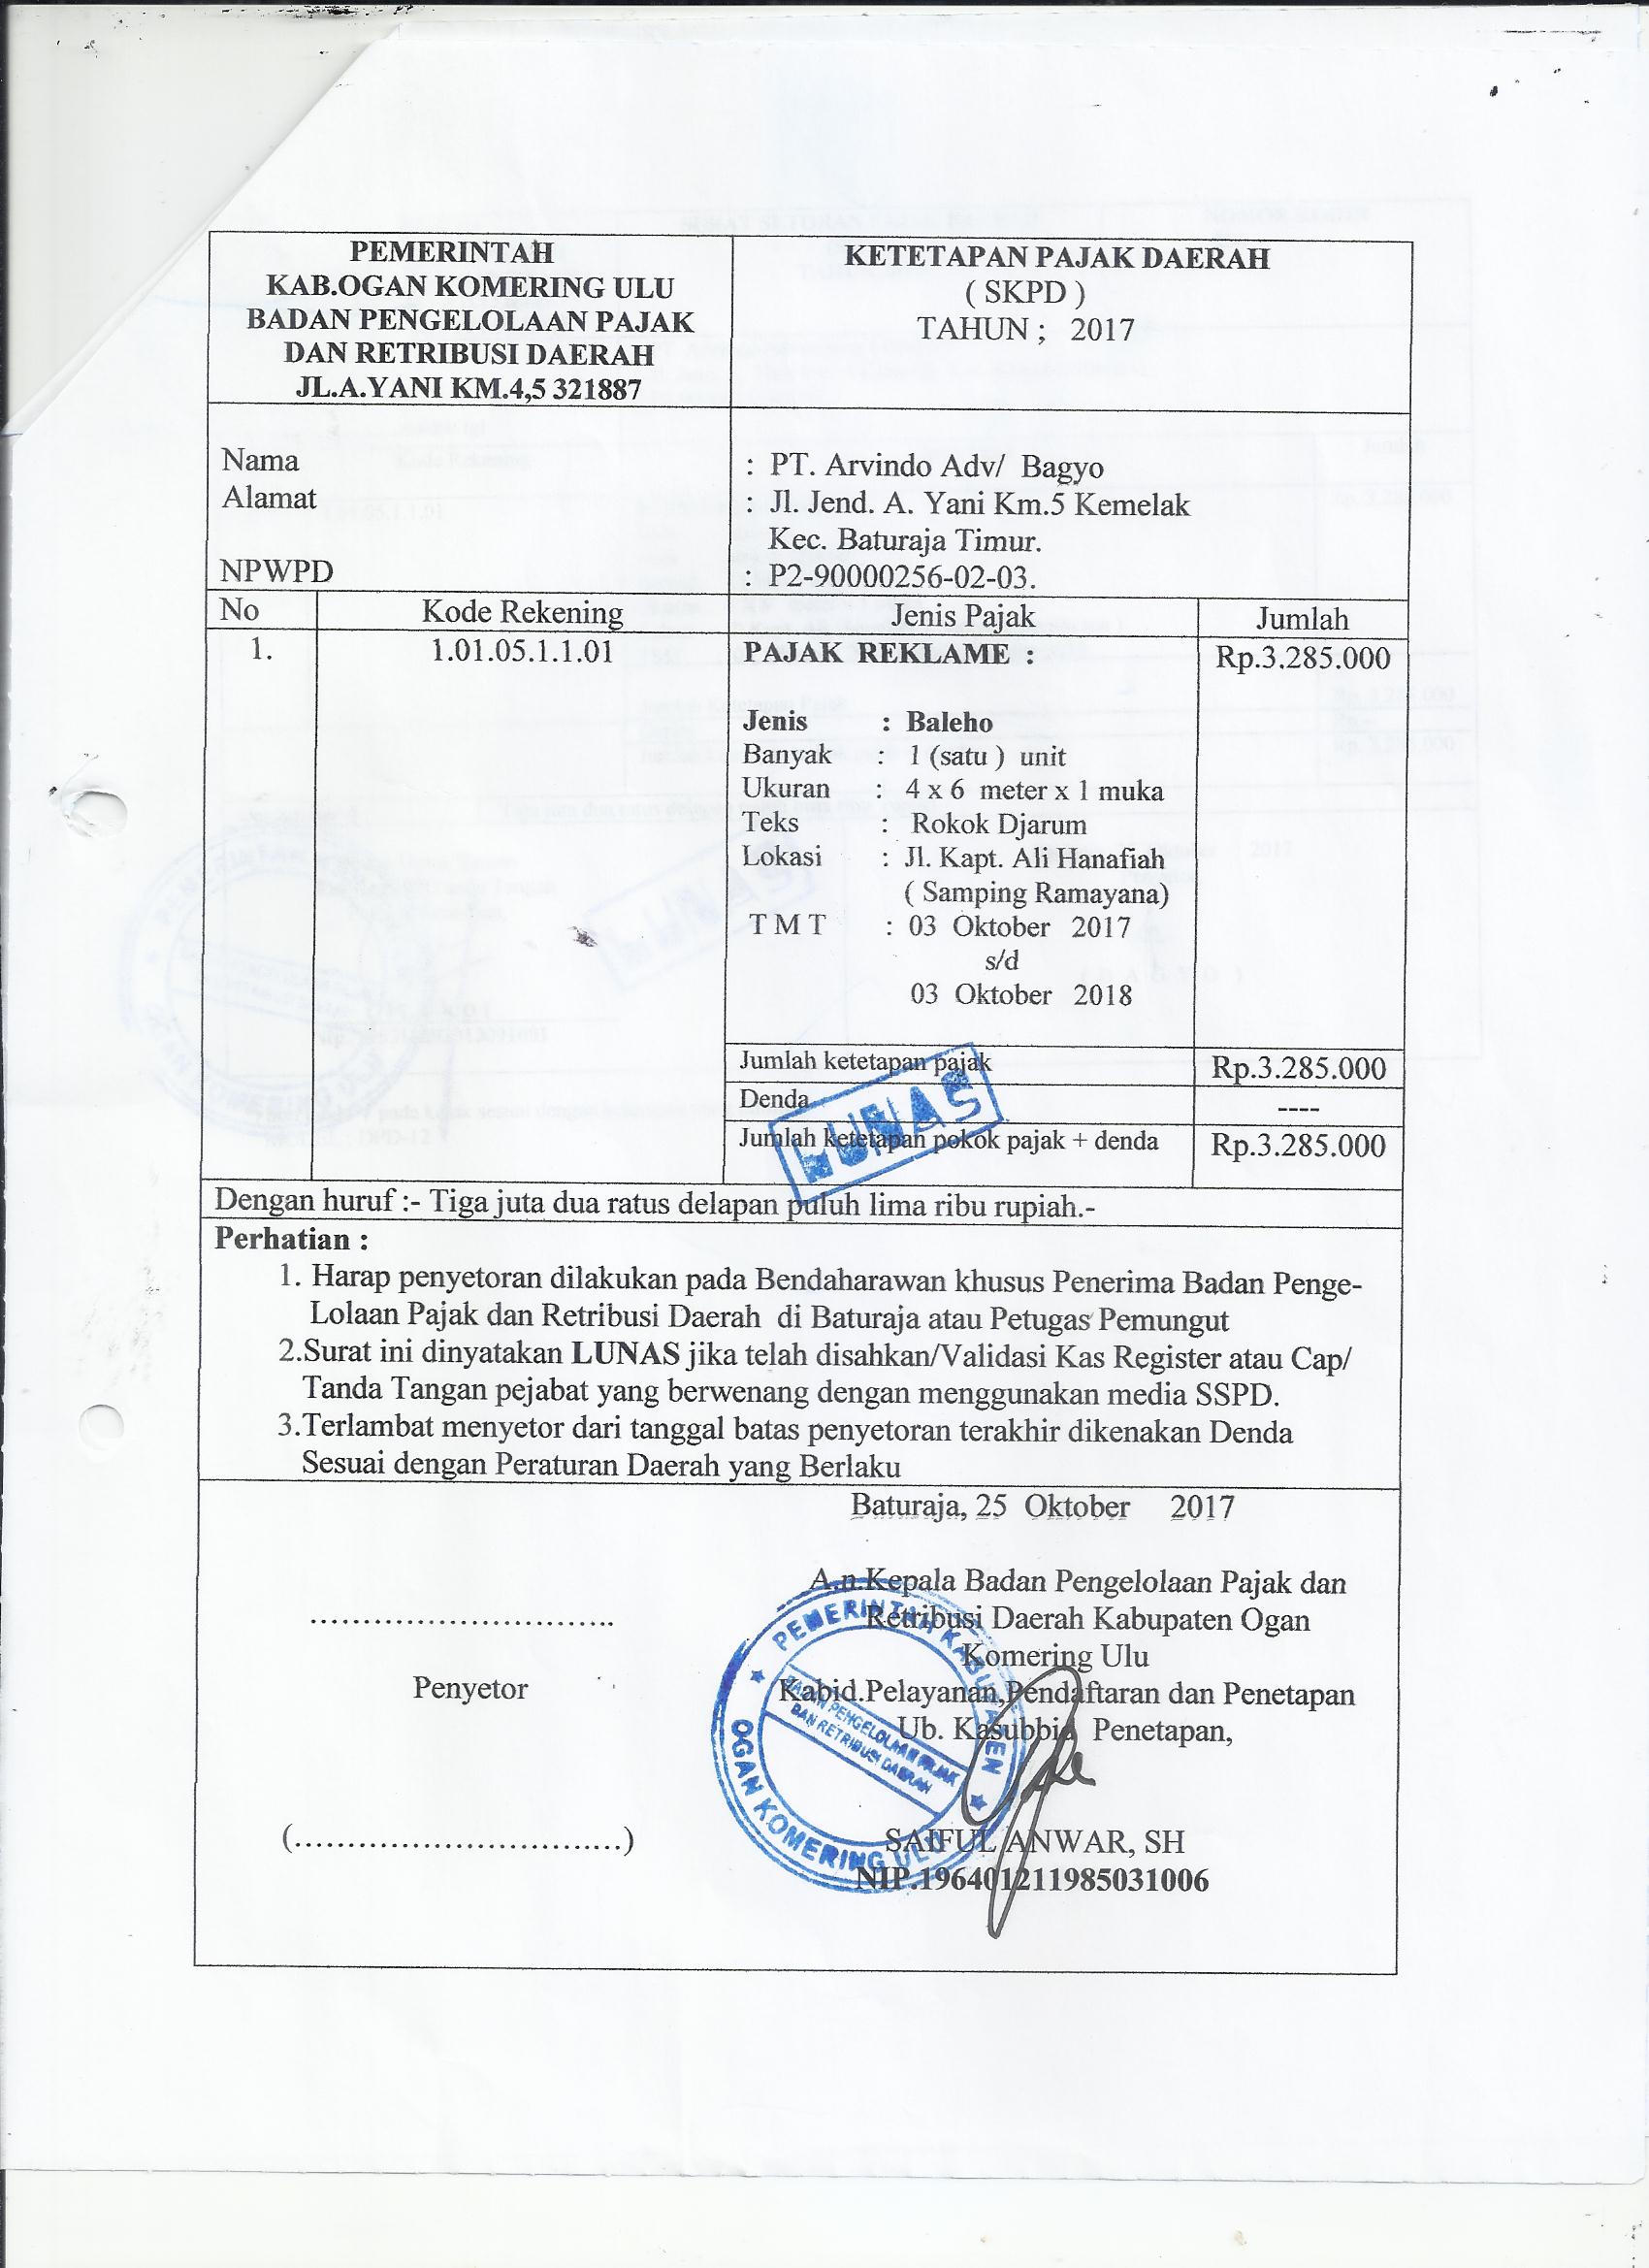 PEMERINTAH
KAB.OGAN KOMERING ULU
BADAN PENGELOLAAN PAJAK
DAN RETRIBUSI DAERAH
JL.A.YANI KM.4,5 321887
KETETAPAN PAJAK DAERAH
( SKPD )
TAHUN ; 2017
Nama : PT. Arvindo Adv/ Bagyo
Alamat : Jl. Jend. A. Yani Km.5 Kemelak
Kec. Baturaja Timur.
NPWPD : P2-90000256-02-03.
No Kode Rekening Jenis Pajak Jumlah
1. 1.01.05.1.1.01 PAJAK REKLAME : Rp.3.285.000
Jenis : Baleho
Banyak : 1 (satu ) unit
Ukuran : 4 x 6 meter x 1 muka
Teks : Rokok Djarum
Lokasi : Jl. Kapt. Ali Hanafiah
( Samping Ramayana)
T M T : 03 Oktober 2017
s/d
03 Oktober 2018
Jumlah ketetapan pajak Rp.3.285.000
Denda ----
Jumlah ketetapan pokok pajak + denda Rp.3.285.000
LUNAS
Dengan huruf :- Tiga juta dua ratus delapan puluh lima ribu rupiah.-
Perhatian :
1. Harap penyetoran dilakukan pada Bendaharawan khusus Penerima Badan Penge-
Lolaan Pajak dan Retribusi Daerah di Baturaja atau Petugas Pemungut
2.Surat ini dinyatakan LUNAS jika telah disahkan/Validasi Kas Register atau Cap/
Tanda Tangan pejabat yang berwenang dengan menggunakan media SSPD.
3.Terlambat menyetor dari tanggal batas penyetoran terakhir dikenakan Denda
Sesuai dengan Peraturan Daerah yang Berlaku
Baturaja, 25 Oktober 2017
A.n.Kepala Badan Pengelolaan Pajak dan
Retribusi Daerah Kabupaten Ogan
Komering Ulu
Kabid.Pelayanan,Pendaftaran dan Penetapan
Ub. Kasubbid Penetapan,
.............................
Penyetor
(...............................)
PEMERINTAH KABUPATEN
BADAN PENGELOLAAN PAJAK
DAN RETRIBUSI DAERAH
OGAN KOMERING ULU
SAIFUL ANWAR, SH
NIP.196401211985031006